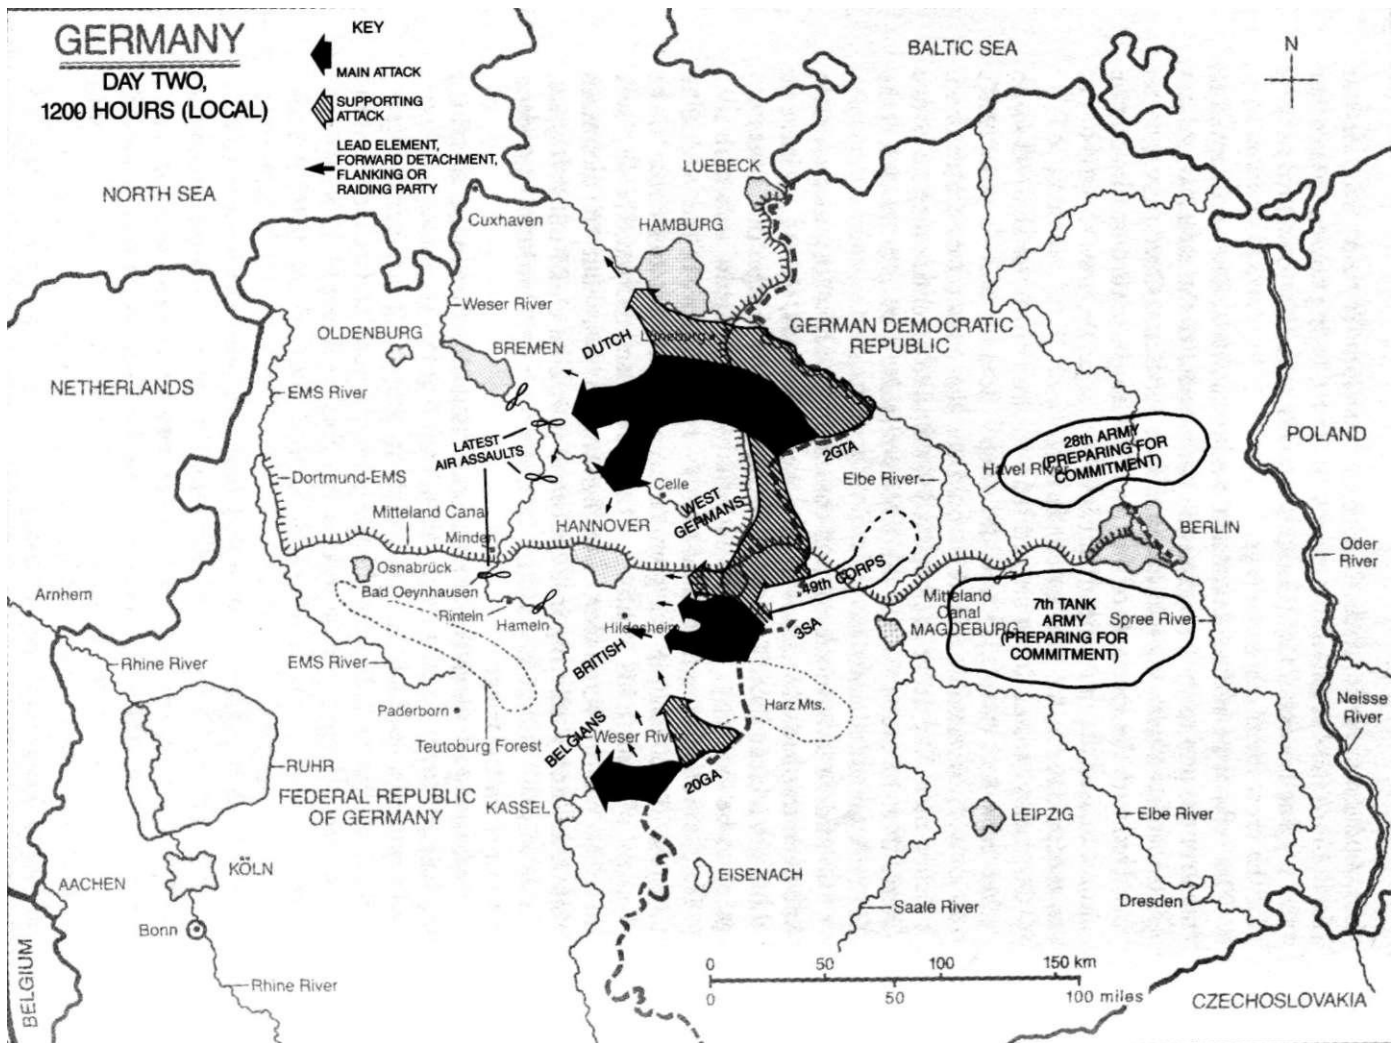 GERMANY
DAY TWO,
1200 HOURS (LOCAL)
KEY
MAIN ATTACK
SUPPORTING
ATTACK
LEAD ELEMENT,
FORWARD DETACHMENT,
FLANKING OR
RAIDING PARTY
BALTIC SEA
N
NORTH SEA
LUEBECK
Cuxhaven
HAMBURG
Weser River
OLDENBURG
BREMEN
DUTCH
Lüneburg
GERMAN DEMOCRATIC
REPUBLIC
NETHERLANDS
EMS River
POLAND
LATEST
AIR ASSAULTS
2GTA
28th ARMY
(PREPARING FOR
COMMITMENT)
Havel River
Dortmund-EMS
Elbe River
Celle
WEST
GERMANS
Mitteland Canal
HANNOVER
BERLIN
Minden
Oder
River
Osnabrück
Bad Oeynhausen
49th CORPS
Arnhem
Rinteln
Hameln
Hildesheim
3SA
Mitteland
Canal
MAGDEBURG
7th TANK
ARMY
(PREPARING FOR
COMMITMENT)
Spree River
Rhine River
EMS River
BRITISH
Harz Mts.
Neisse
River
Paderborn
Teutoburg Forest
BELGIANS
Weser River
RUHR
20GA
FEDERAL REPUBLIC
OF GERMANY
KASSEL
LEIPZIG
Elbe River
KÖLN
EISENACH
AACHEN
Saale River
Dresden
Bonn
BELGIUM
Rhine River
0 50 100 150 km
0 50 100 miles
CZECHOSLOVAKIA